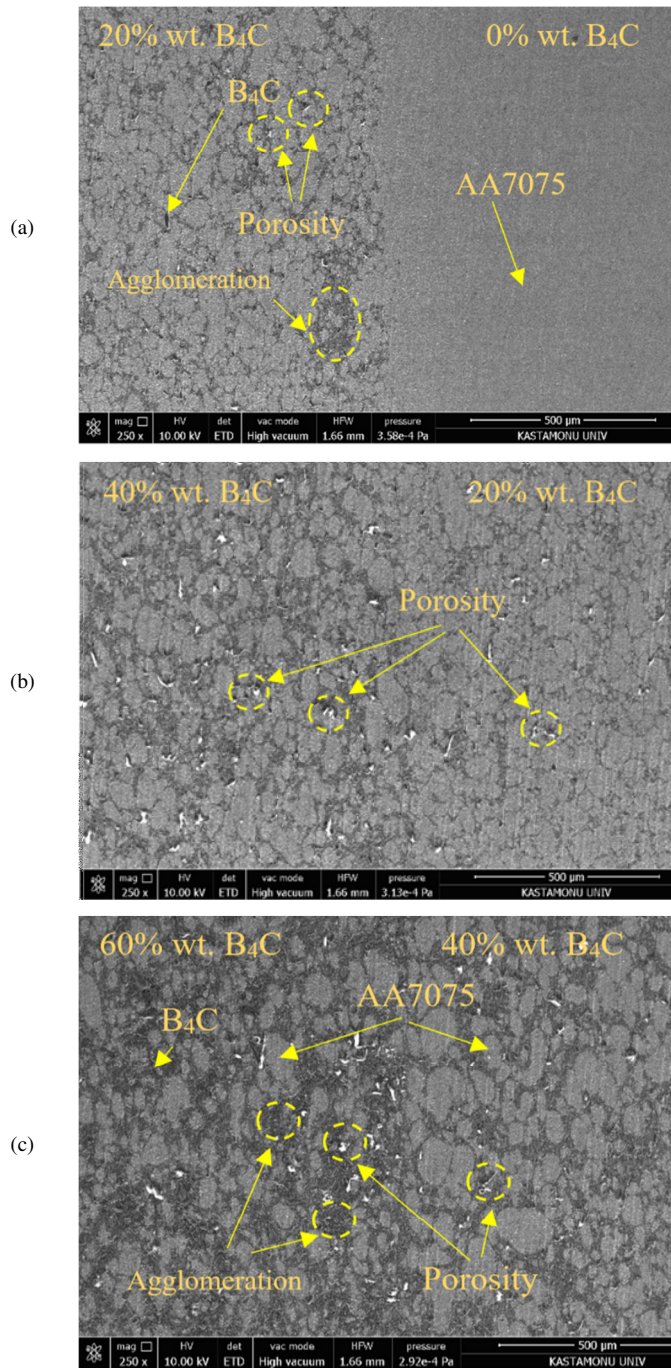 20% wt. B₄C 0% wt. B₄C
B₄C
AA7075
(a)
Porosity
Agglomeration
mag HV det vac mode HFW pressure 500 µm
250 x 10.00 kV ETD High vacuum 1.66 mm 3.58e-4 Pa KASTAMONU UNIV
40% wt. B₄C 20% wt. B₄C
Porosity
(b)
mag HV det vac mode HFW pressure 500 µm
250 x 10.00 kV ETD High vacuum 1.66 mm 3.13e-4 Pa KASTAMONU UNIV
60% wt. B₄C 40% wt. B₄C
AA7075
B₄C
(c)
Agglomeration Porosity
mag HV det vac mode HFW pressure 500 µm
250 x 10.00 kV ETD High vacuum 1.66 mm 2.92e-4 Pa KASTAMONU UNIV